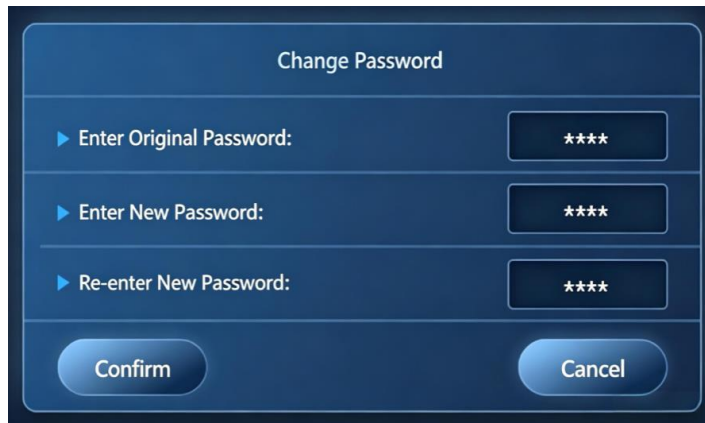 Change Password
Enter Original Password: ****
Enter New Password: ****
Re-enter New Password: ****
Confirm Cancel